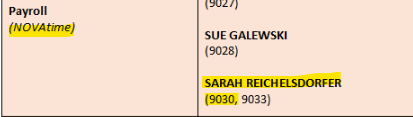 Payroll
(NOVAtime)
(9027)
SUE GALEWSKI
(9028)
SARAH REICHELSDORFER
(9030, 9033)